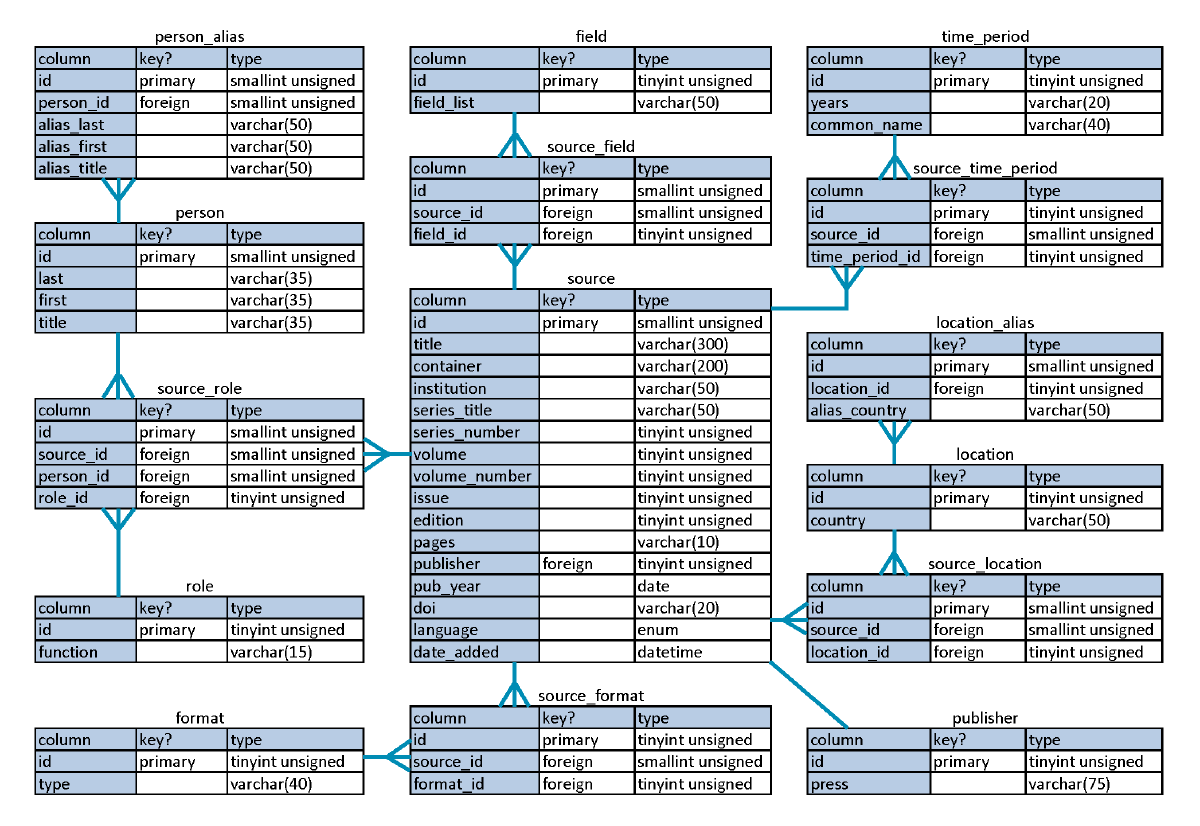 person_alias
column key? type
id primary smallint unsigned
person_id foreign smallint unsigned
alias_last varchar(50)
alias_first varchar(50)
alias_title varchar(50)
person
column key? type
id primary smallint unsigned
last varchar(35)
first varchar(35)
title varchar(35)
source_role
column key? type
id primary smallint unsigned
source_id foreign smallint unsigned
person_id foreign smallint unsigned
role_id foreign tinyint unsigned
role
column key? type
id primary tinyint unsigned
function varchar(15)
format
column key? type
id primary tinyint unsigned
type varchar(40)
field
column key? type
id primary tinyint unsigned
field_list varchar(50)
source_field
column key? type
id primary smallint unsigned
source_id foreign smallint unsigned
field_id foreign tinyint unsigned
source
column key? type
id primary smallint unsigned
title varchar(300)
container varchar(200)
institution varchar(50)
series_title varchar(50)
series_number tinyint unsigned
volume tinyint unsigned
volume_number tinyint unsigned
issue tinyint unsigned
edition tinyint unsigned
pages varchar(10)
publisher foreign tinyint unsigned
pub_year date
doi varchar(20)
language enum
date_added datetime
source_format
column key? type
id primary tinyint unsigned
source_id foreign smallint unsigned
format_id foreign tinyint unsigned
time_period
column key? type
id primary tinyint unsigned
years varchar(20)
common_name varchar(40)
source_time_period
column key? type
id primary tinyint unsigned
source_id foreign smallint unsigned
time_period_id foreign tinyint unsigned
location_alias
column key? type
id primary smallint unsigned
location_id foreign tinyint unsigned
alias_country varchar(50)
location
column key? type
id primary tinyint unsigned
country varchar(50)
source_location
column key? type
id primary smallint unsigned
source_id foreign smallint unsigned
location_id foreign tinyint unsigned
publisher
column key? type
id primary tinyint unsigned
press varchar(75)